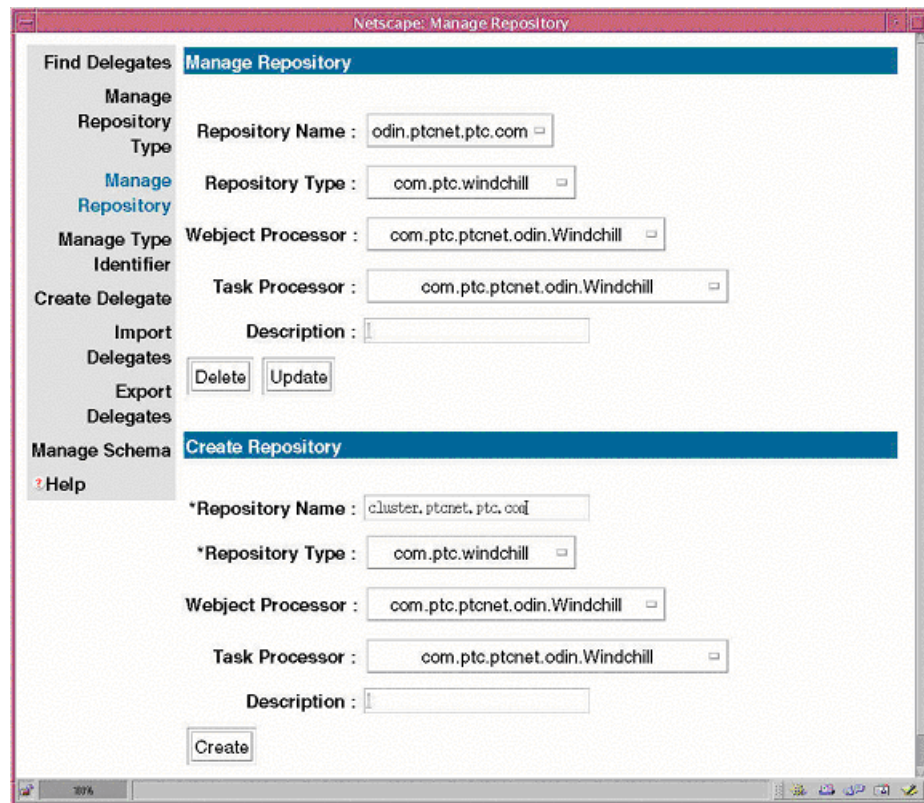 Netscape: Manage Repository
Find Delegates
Manage
Repository
Type
Manage
Repository
Manage Type
Identifier
Create Delegate
Import
Delegates
Export
Delegates
Manage Schema
?Help
Manage Repository
Repository Name : odin.ptcnet.ptc.com
Repository Type : com.ptc.windchill
Webject Processor : com.ptc.ptcnet.odin.Windchill
Task Processor : com.ptc.ptcnet.odin.Windchill
Description :
Delete Update
Create Repository
*Repository Name : cluster.ptcnet.ptc.com
*Repository Type : com.ptc.windchill
Webject Processor : com.ptc.ptcnet.odin.Windchill
Task Processor : com.ptc.ptcnet.odin.Windchill
Description :
Create
100%